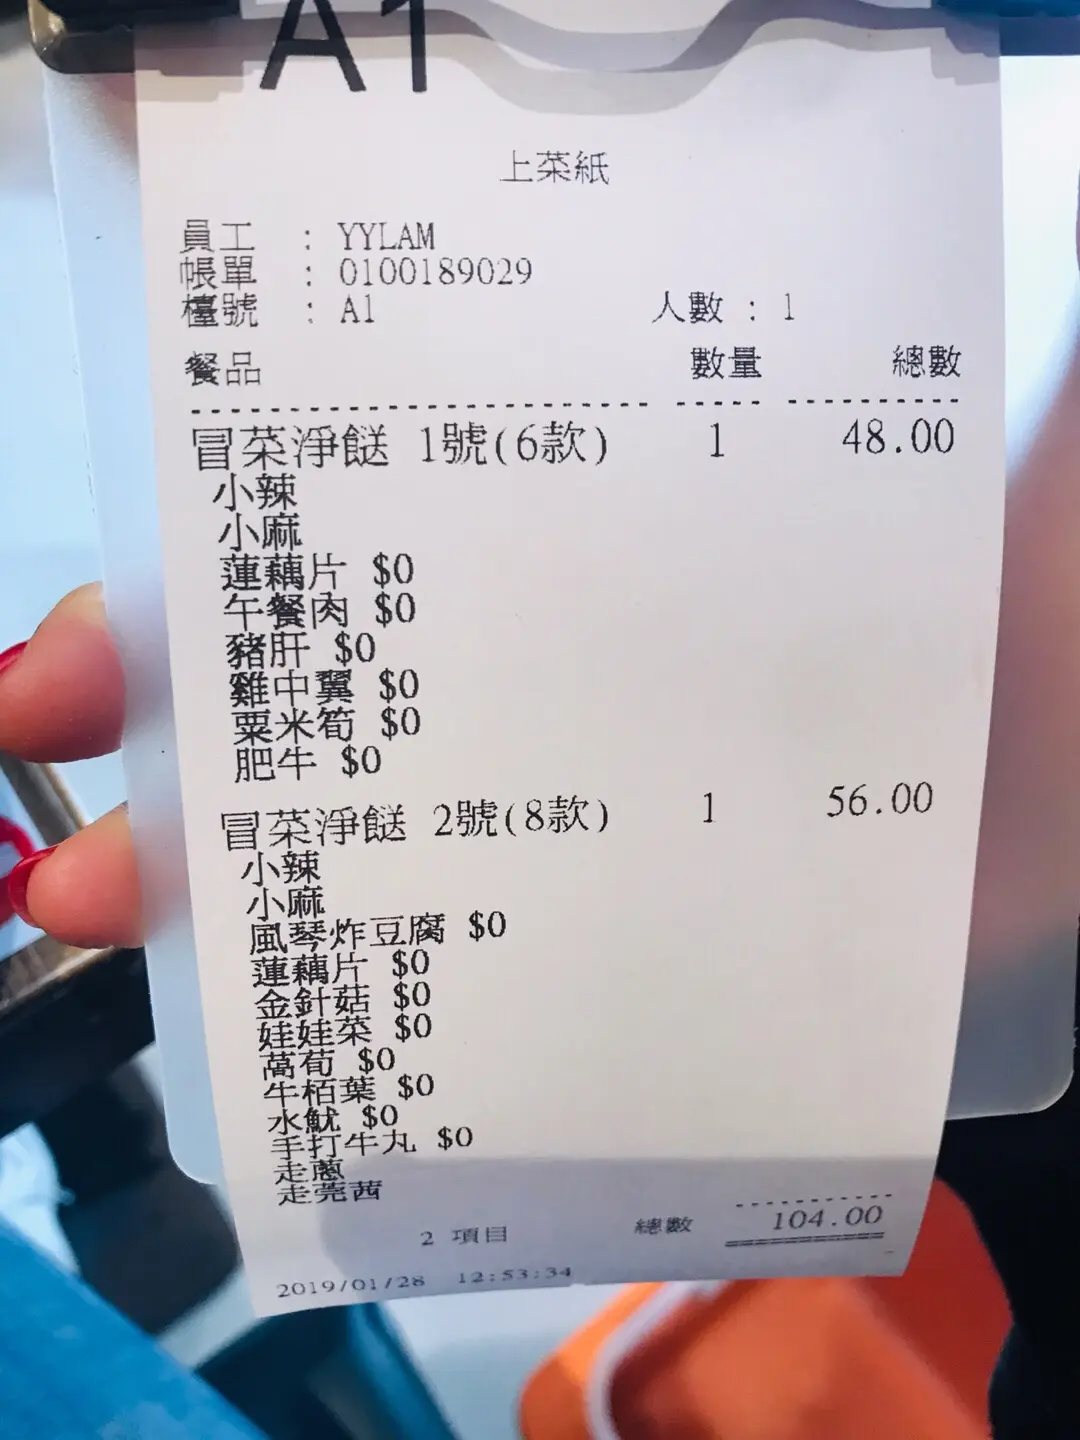 A1
上菜紙
員工 : YYLAM
帳單 : 0100189029
檯號 : A1 人數 : 1
餐品 數量 總數
冒菜淨餸 1號(6款) 1 48.00
小辣
小麻
蓮藕片 $0
午餐肉 $0
豬肝 $0
雞中翼 $0
粟米筍 $0
肥牛 $0
冒菜淨餸 2號(8款) 1 56.00
小辣
小麻
風琴炸豆腐 $0
蓮藕片 $0
金針菇 $0
娃娃菜 $0
萵筍 $0
牛栢葉 $0
水魷 $0
手打牛丸 $0
走蔥
走莞茜
2 項目 總數 104.00
2019/01/28 12:53:34